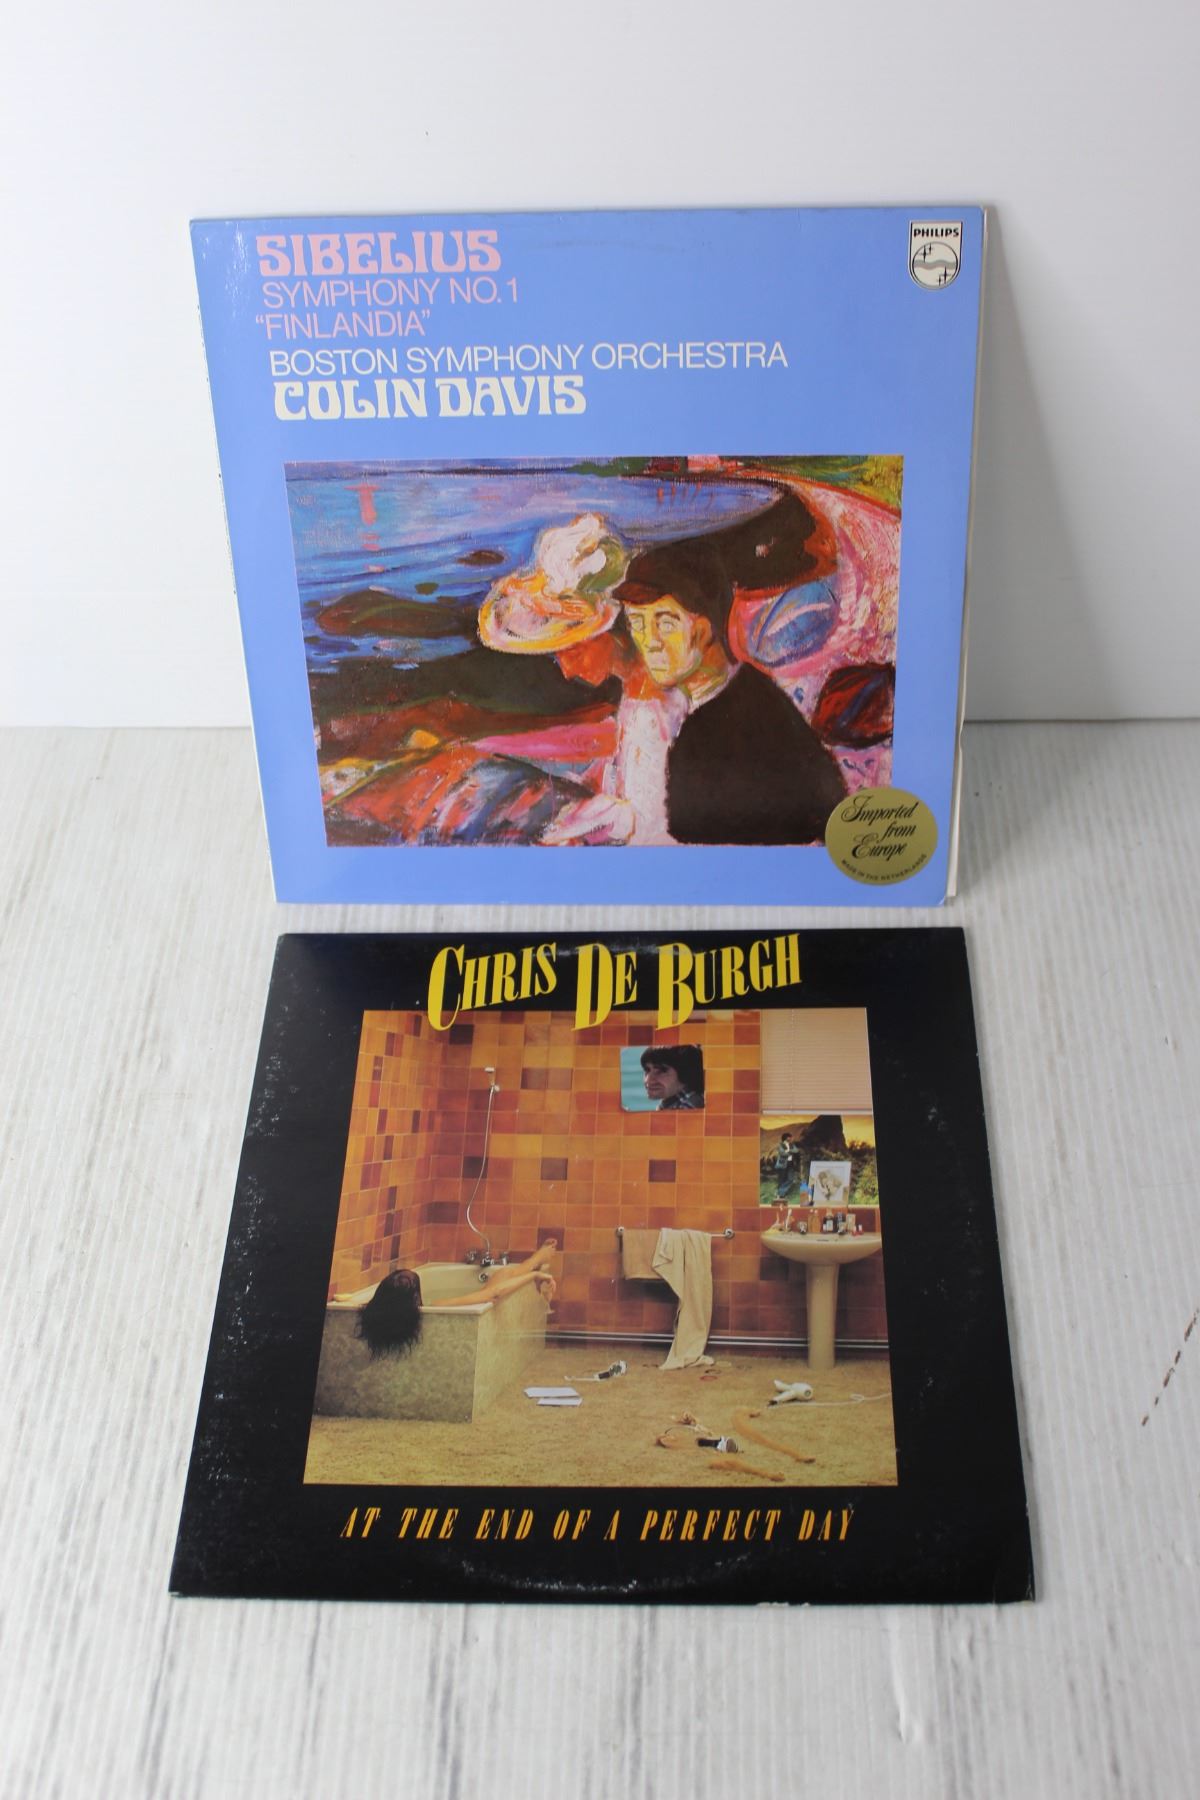 SIBELIUS
PHILIPS
SYMPHONY NO. 1
“FINLANDIA”
BOSTON SYMPHONY ORCHESTRA
COLIN DAVIS
Imported
from
Europe
MADE IN THE NETHERLANDS
CHRIS DE BURGH
AT THE END OF A PERFECT DAY